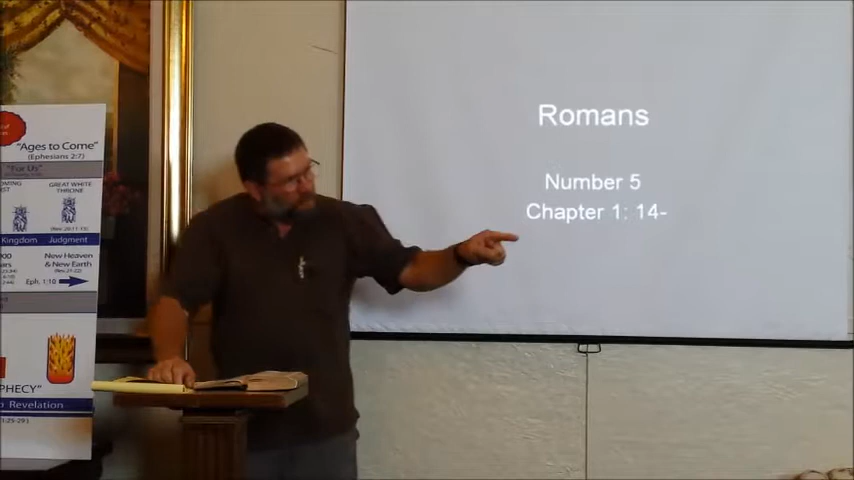 "Ages to Come"
(Ephesians 2:7)
"For Us"
GREAT WHITE
THRONE
Kingdom
Judgment
New Heaven
& New Earth
Eph. 1:10
PHECY
Revelation
Romans
Number 5
Chapter 1: 14-